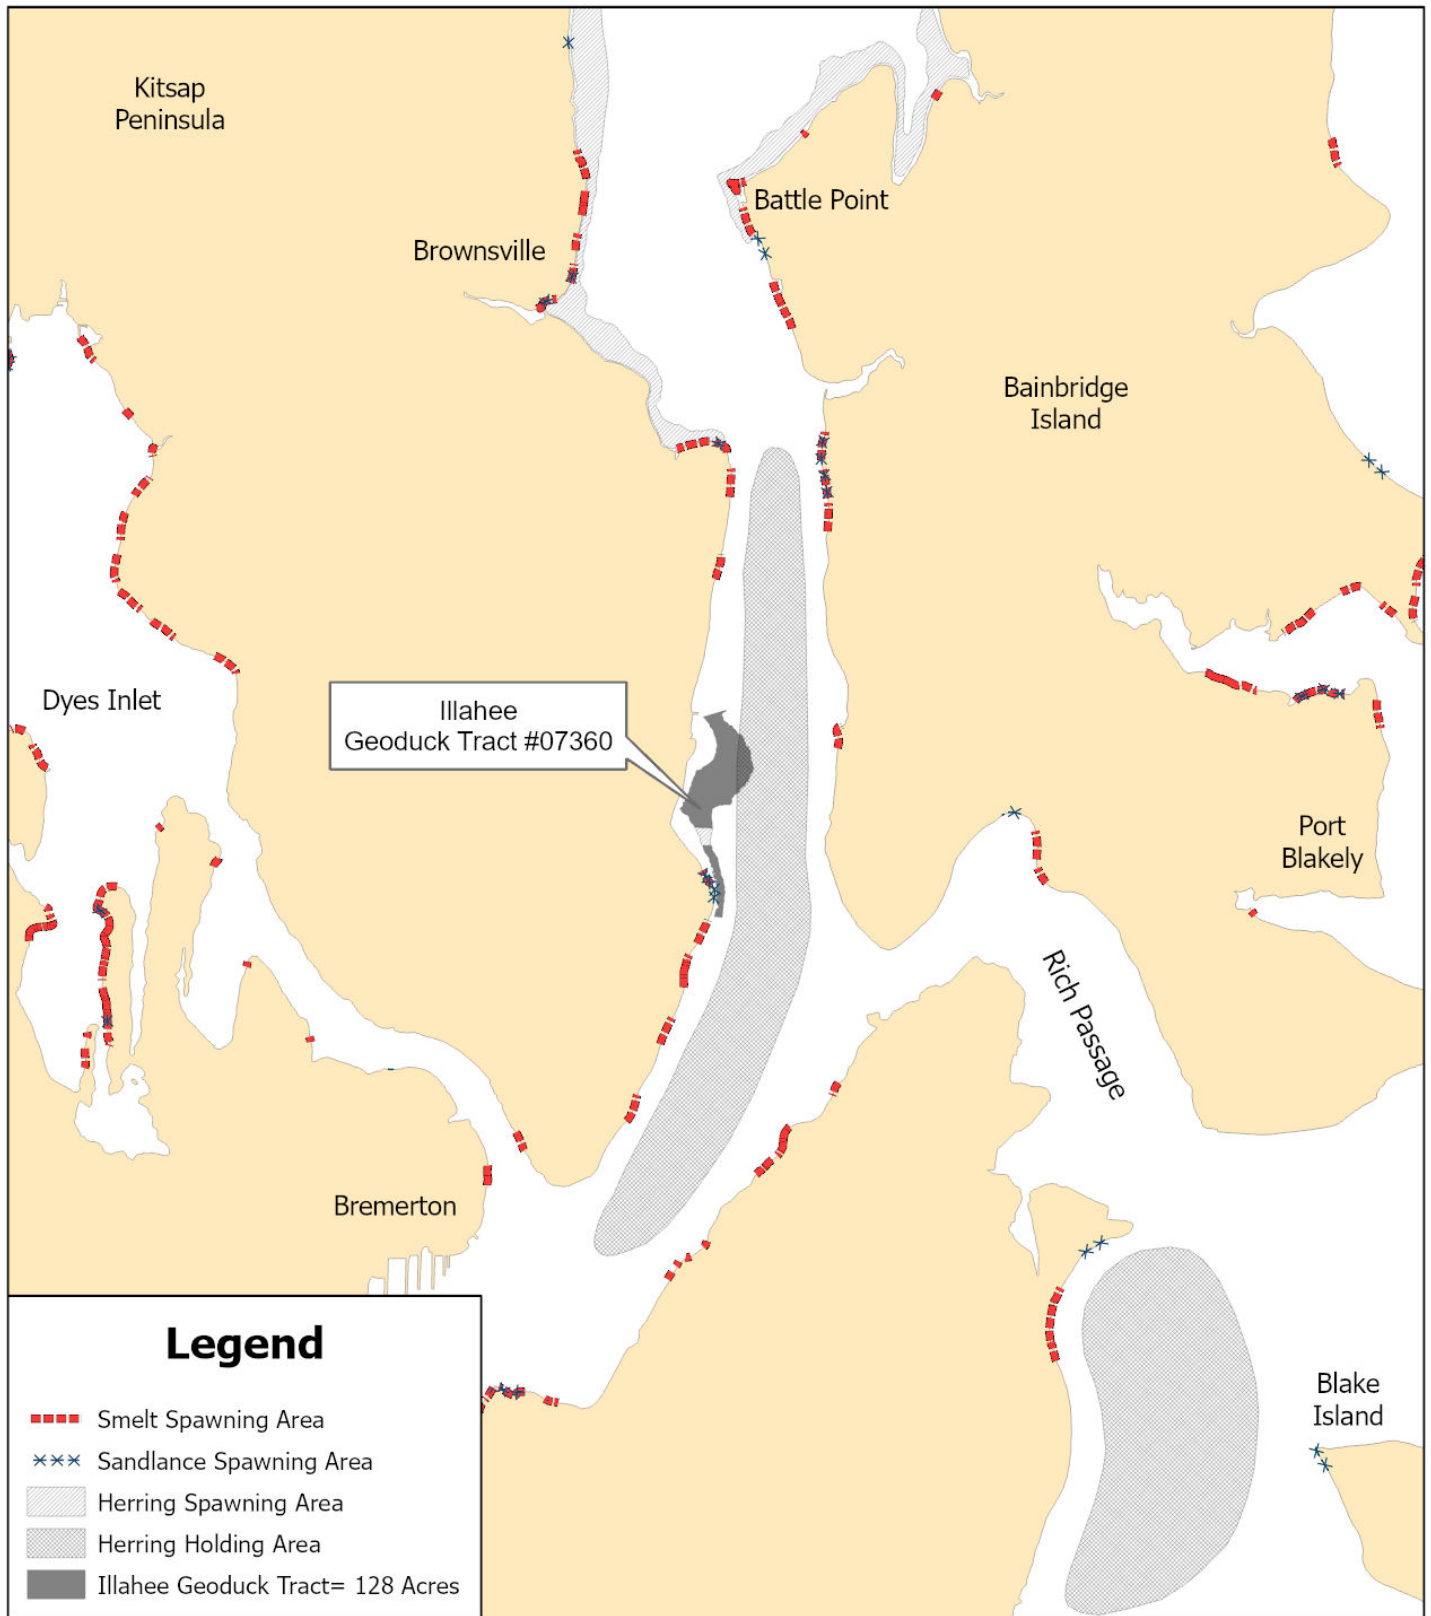 Kitsap
Peninsula
Battle Point
Brownsville
Bainbridge
Island
Dyes Inlet
Illahee
Geoduck Tract #07360
Port
Blakely
Rich Passage
Bremerton
Blake
Island
Legend
Smelt Spawning Area
Sandlance Spawning Area
Herring Spawning Area
Herring Holding Area
Illahee Geoduck Tract= 128 Acres